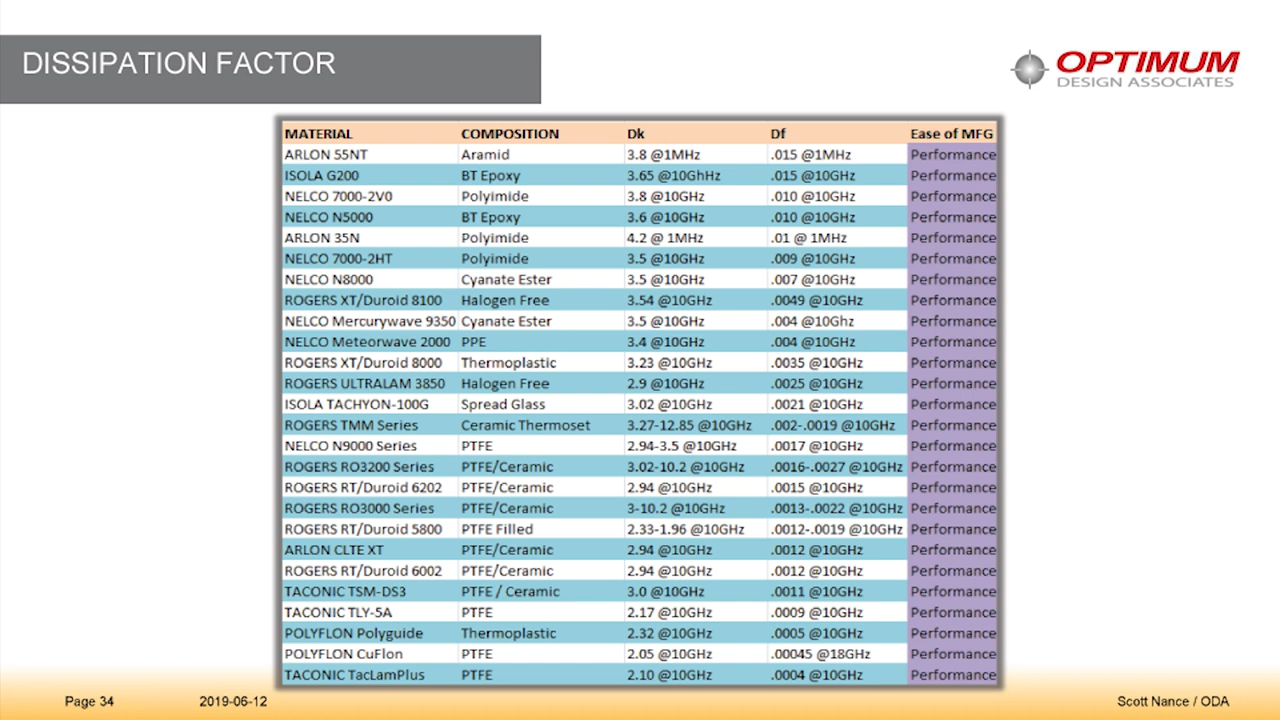 DISSIPATION FACTOR
OPTIMUM
DESIGN ASSOCIATES
MATERIAL COMPOSITION Dk Df Ease of MFG
ARLON 55NT Aramid 3.8 @1MHz .015 @1MHz Performance
ISOLA G200 BT Epoxy 3.65 @10GhHz .015 @10GHz Performance
NELCO 7000-2V0 Polyimide 3.8 @10GHz .010 @10GHz Performance
NELCO N5000 BT Epoxy 3.6 @10GHz .010 @10GHz Performance
ARLON 35N Polyimide 4.2 @ 1MHz .01 @ 1MHz Performance
NELCO 7000-2HT Polyimide 3.5 @10GHz .009 @10GHz Performance
NELCO N8000 Cyanate Ester 3.5 @10GHz .007 @10GHz Performance
ROGERS XT/Duroid 8100 Halogen Free 3.54 @10GHz .0049 @10GHz Performance
NELCO Mercurywave 9350 Cyanate Ester 3.5 @10GHz .004 @10Ghz Performance
NELCO Meteorwave 2000 PPE 3.4 @10GHz .004 @10GHz Performance
ROGERS XT/Duroid 8000 Thermoplastic 3.23 @10GHz .0035 @10GHz Performance
ROGERS ULTRALAM 3850 Halogen Free 2.9 @10GHz .0025 @10GHz Performance
ISOLA TACHYON-100G Spread Glass 3.02 @10GHz .0021 @10GHz Performance
ROGERS TMM Series Ceramic Thermoset 3.27-12.85 @10GHz .002-.0019 @10GHz Performance
NELCO N9000 Series PTFE 2.94-3.5 @10GHz .0017 @10GHz Performance
ROGERS RO3200 Series PTFE/Ceramic 3.02-10.2 @10GHz .0016-.0027 @10GHz Performance
ROGERS RT/Duroid 6202 PTFE/Ceramic 2.94 @10GHz .0015 @10GHz Performance
ROGERS RO3000 Series PTFE/Ceramic 3-10.2 @10GHz .0013-.0022 @10GHz Performance
ROGERS RT/Duroid 5800 PTFE Filled 2.33-1.96 @10GHz .0012-.0019 @10GHz Performance
ARLON CLTE XT PTFE/Ceramic 2.94 @10GHz .0012 @10GHz Performance
ROGERS RT/Duroid 6002 PTFE/Ceramic 2.94 @10GHz .0012 @10GHz Performance
TACONIC TSM-DS3 PTFE / Ceramic 3.0 @10GHz .0011 @10GHz Performance
TACONIC TLY-5A PTFE 2.17 @10GHz .0009 @10GHz Performance
POLYFLON Polyguide Thermoplastic 2.32 @10GHz .0005 @10GHz Performance
POLYFLON CuFlon PTFE 2.05 @10GHz .00045 @18GHz Performance
TACONIC TacLamPlus PTFE 2.10 @10GHz .0004 @10GHz Performance
Page 34 2019-06-12 Scott Nance / ODA